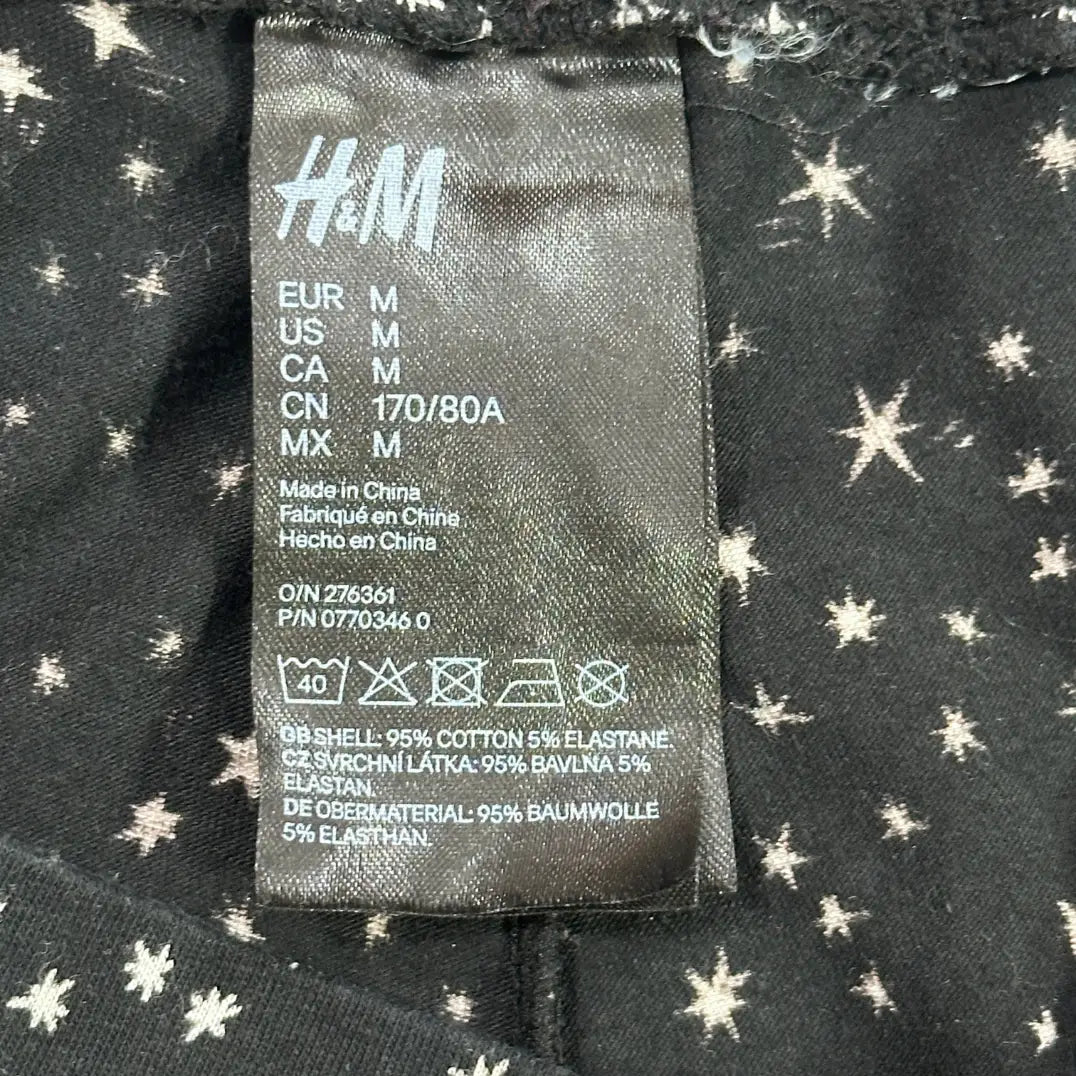 H&M
EUR M
US M
CA M
CN 170/80A
MX M
Made in China
Fabriqué en Chine
Hecho en China
O/N 276361
P/N 0770346 0
40
GB SHELL: 95% COTTON 5% ELASTANE.
CZ SVRCHNÍ LÁTKA: 95% BAVLNA 5%
ELASTAN.
DE OBERMATERIAL: 95% BAUMWOLLE
5% ELASTHAN.